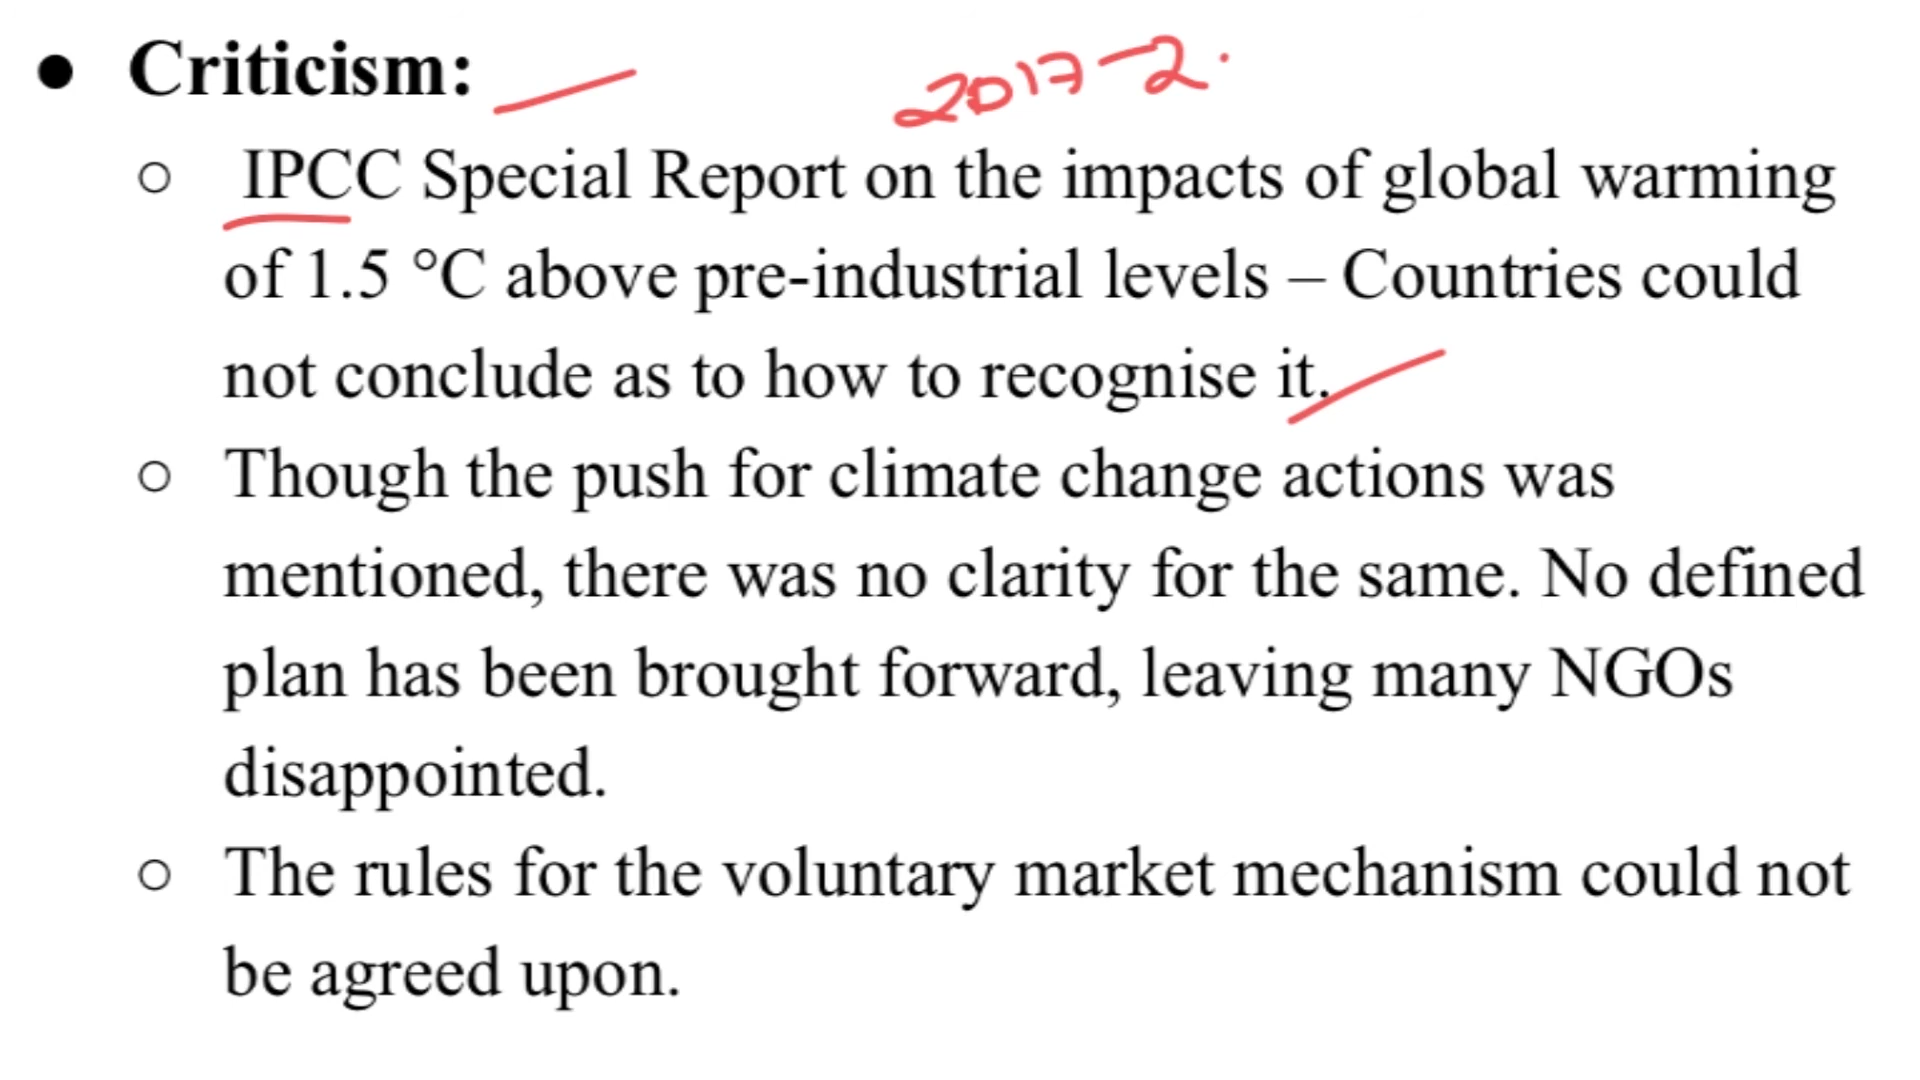 ● Criticism:
2017-2.
○ IPCC Special Report on the impacts of global warming
of 1.5 °C above pre-industrial levels – Countries could
not conclude as to how to recognise it.
○ Though the push for climate change actions was
mentioned, there was no clarity for the same. No defined
plan has been brought forward, leaving many NGOs
disappointed.
○ The rules for the voluntary market mechanism could not
be agreed upon.